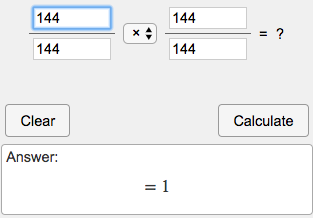 144 144
× = ?
144 144
Clear Calculate
Answer:
= 1